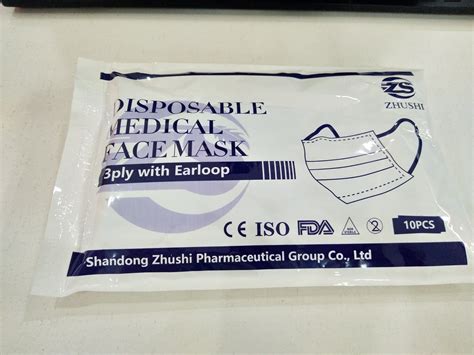 ZS
ZHUSHI
DISPOSABLE
MEDICAL
FACE MASK
3ply with Earloop
CE ISO FDA
10PCS
Shandong Zhushi Pharmaceutical Group Co., Ltd